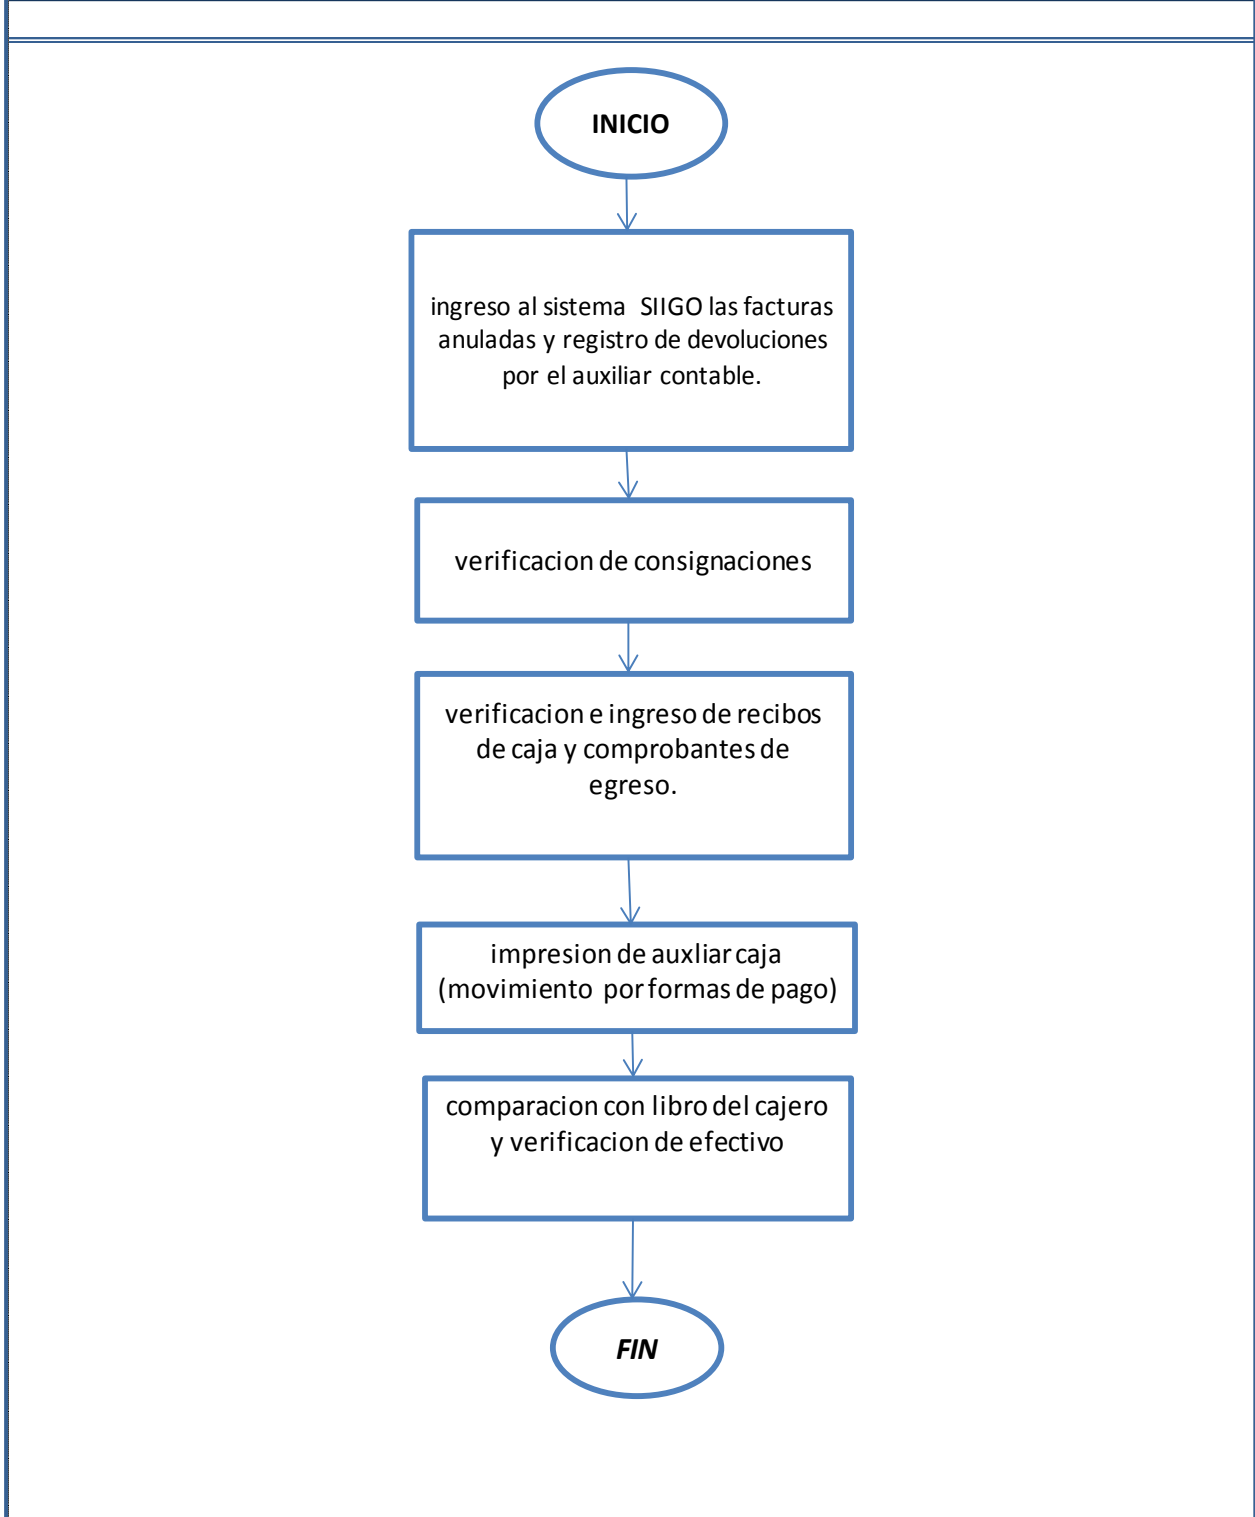 INICIO
ingreso al sistema SIIGO las facturas
anuladas y registro de devoluciones
por el auxiliar contable.
verificacion de consignaciones
verificacion e ingreso de recibos
de caja y comprobantes de
egreso.
impresion de auxliar caja
(movimiento por formas de pago)
comparacion con libro del cajero
y verificacion de efectivo
FIN